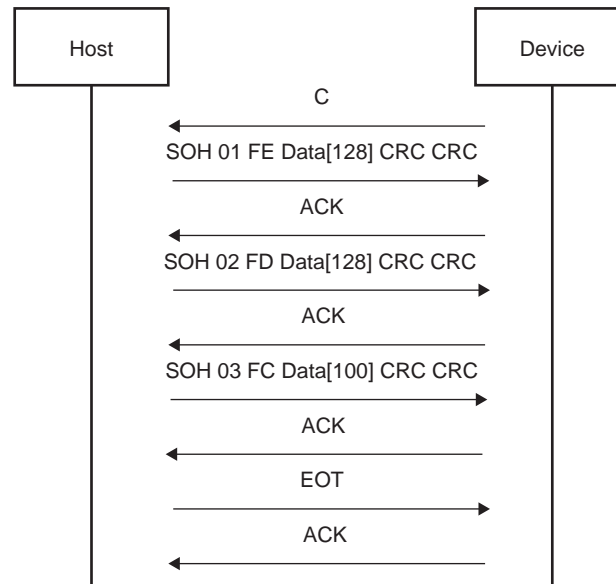 Host
Device
C
SOH 01 FE Data[128] CRC CRC
ACK
SOH 02 FD Data[128] CRC CRC
ACK
SOH 03 FC Data[100] CRC CRC
ACK
EOT
ACK